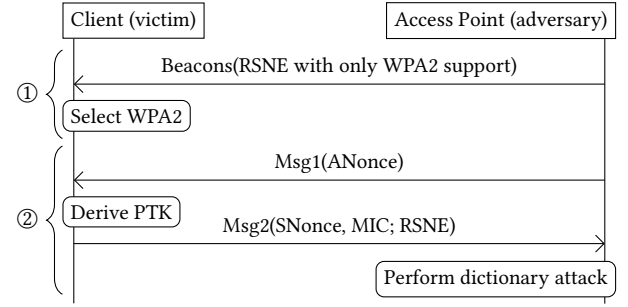 Client (victim)
Access Point (adversary)
①
Beacons(RSNE with only WPA2 support)
Select WPA2
②
Msg1(ANonce)
Derive PTK
Msg2(SNonce, MIC; RSNE)
Perform dictionary attack